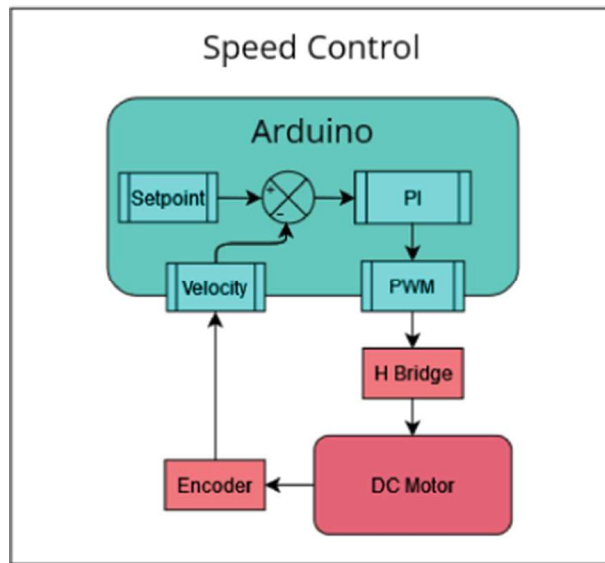 Speed Control
Arduino
Setpoint
+
-
PI
Velocity
PWM
H Bridge
Encoder
DC Motor